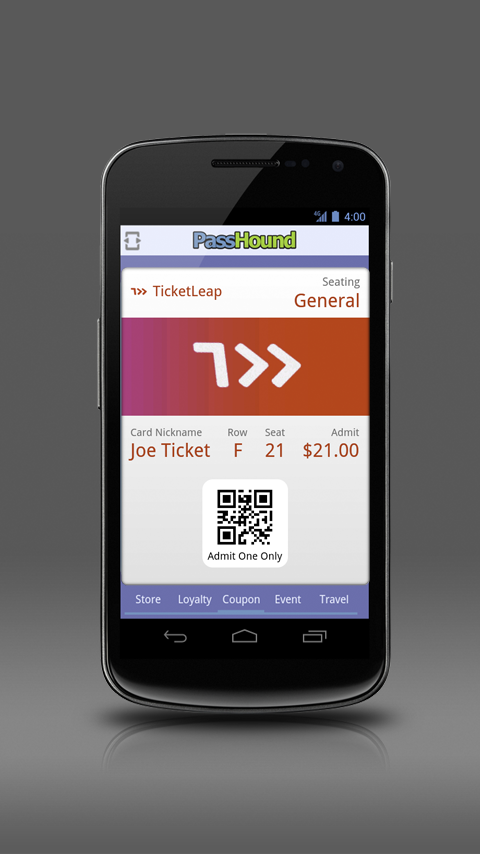 4G 4:00
PassHound
TicketLeap
Seating
General
Card Nickname Row Seat Admit
Joe Ticket F 21 $21.00
Admit One Only
Store Loyalty Coupon Event Travel